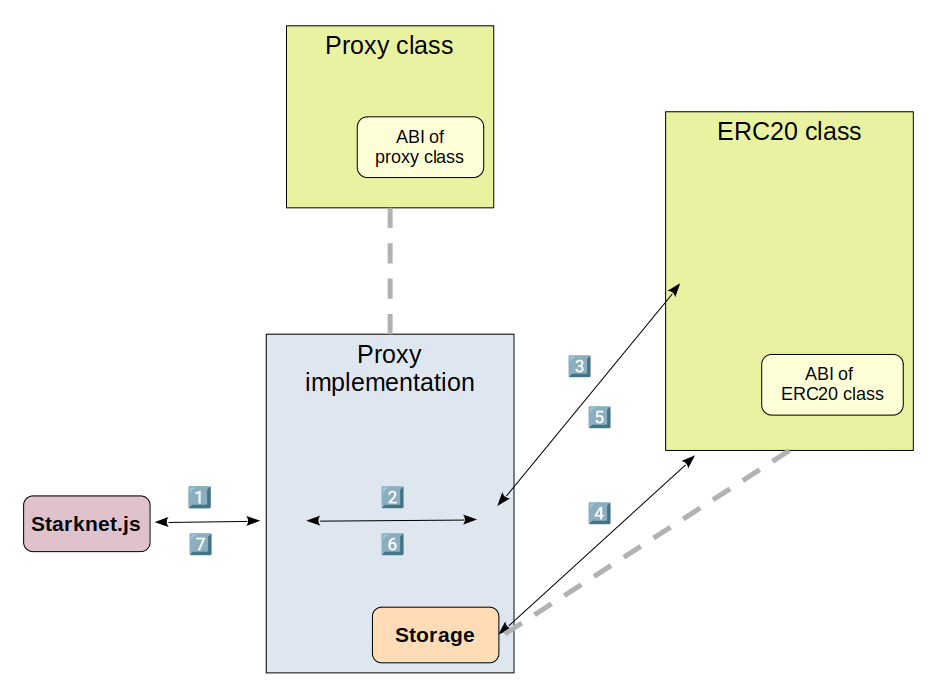 Proxy class
ABI of
proxy class
ERC20 class
Proxy
implementation
3
ABI of
ERC20 class
5
1
2
Starknet.js
4
7
6
Storage